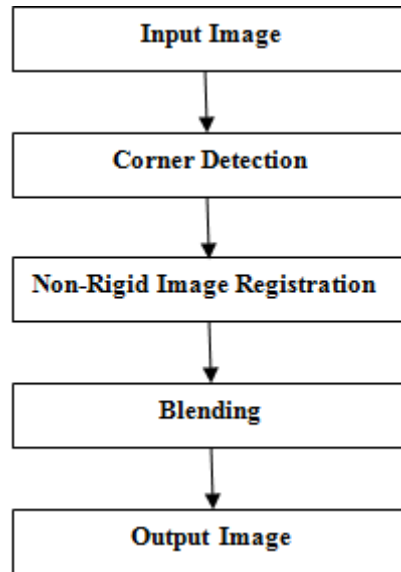 Input Image
Corner Detection
Non-Rigid Image Registration
Blending
Output Image